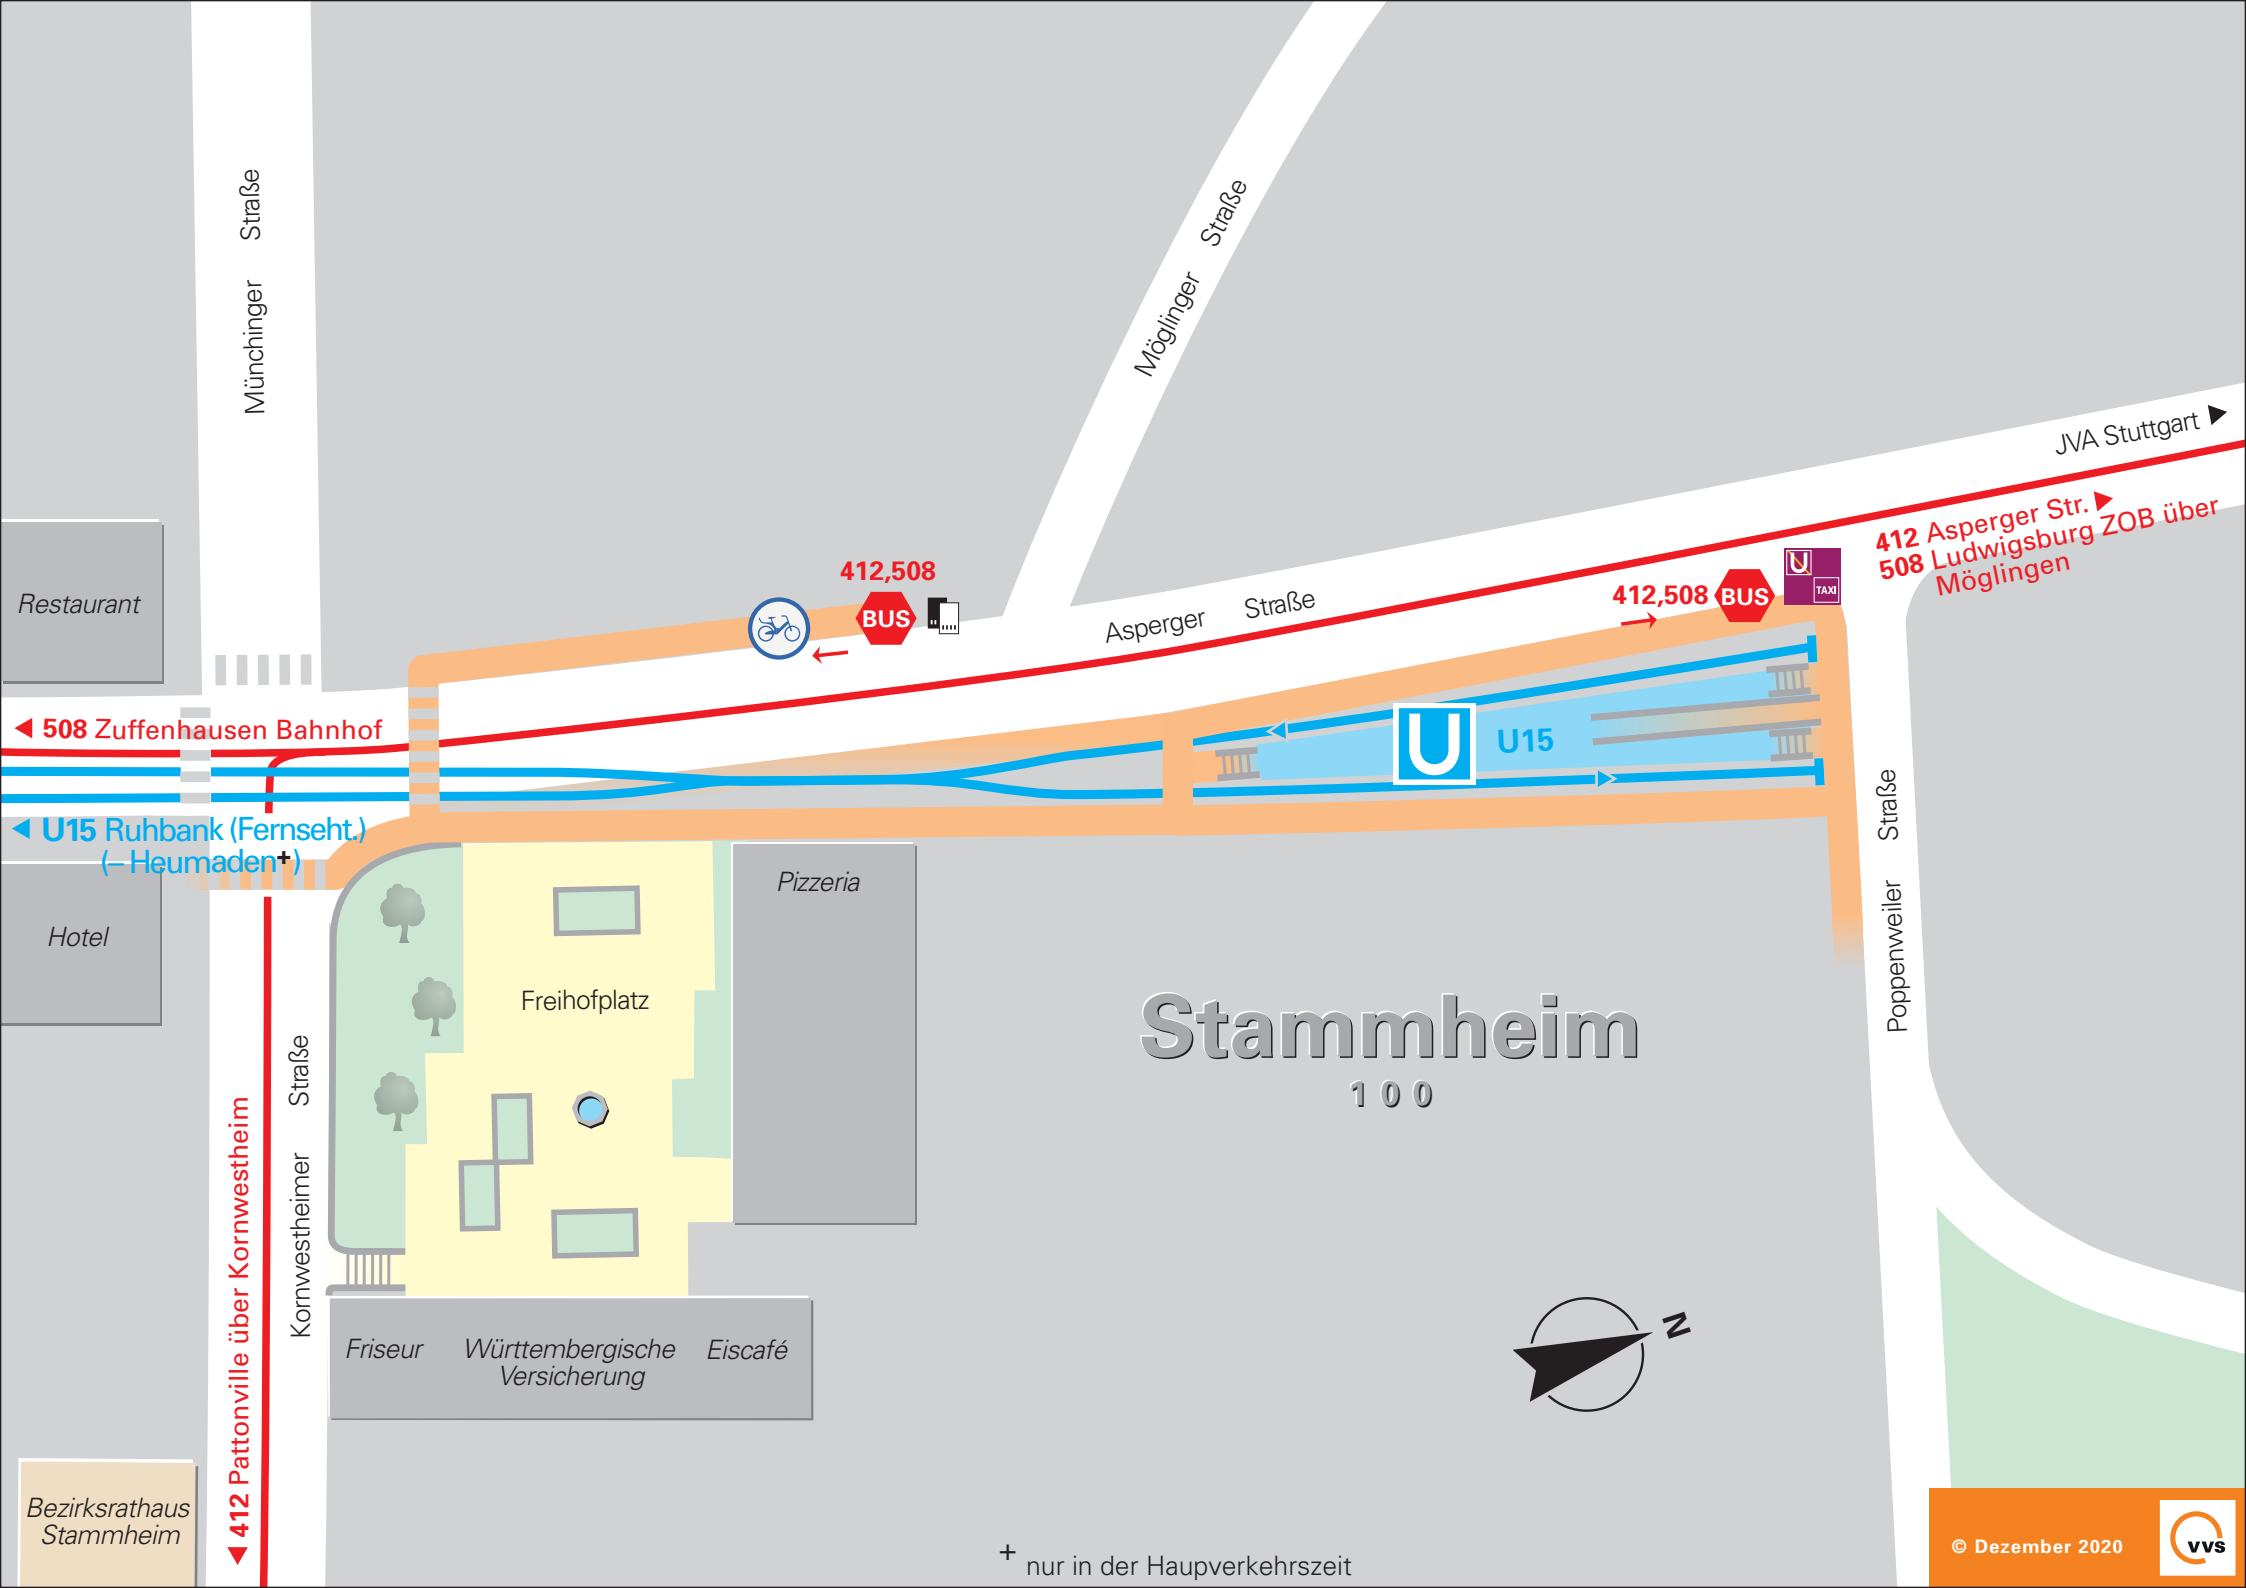 Münchinger Straße
Möglinger Straße
JVA Stuttgart
412 Asperger Str.
508 Ludwigsburg ZOB über
Möglingen
Restaurant
412,508
BUS
Asperger Straße
412,508
BUS
U
TAXI
508 Zuffenhausen Bahnhof
U
U15
U15 Ruhbank (Fernseht.)
(– Heumaden+)
Hotel
Pizzeria
Poppenweiler Straße
Freihofplatz
Stammheim
100
Kornwestheimer Straße
412 Pattonville über Kornwestheim
N
Friseur
Württembergische
Versicherung
Eiscafé
Bezirksrathaus
Stammheim
+ nur in der Haupverkehrszeit
© Dezember 2020
vvs